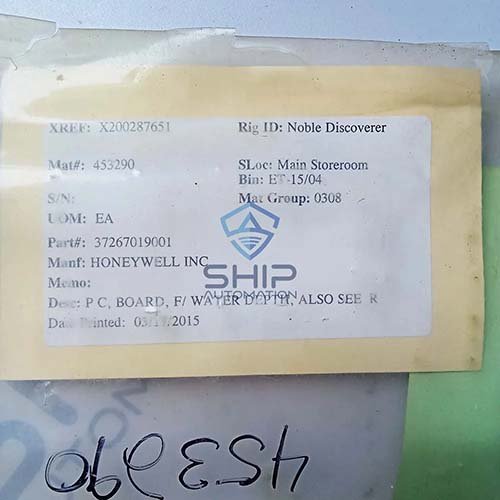 XREF: X200287651 Rig ID: Noble Discoverer
Mat#: 453290 SLoc: Main Storeroom
Bin: ET-15/04
S/N: Mat Group: 0308
UOM: EA
Part#: 37267019001
Manf: HONEYWELL INC
Memo:
Desc: P C, BOARD, F/ WATER DEPTH, ALSO SEE R
Date Printed: 03/17/2015
SHIP
AUTOMATION
453290